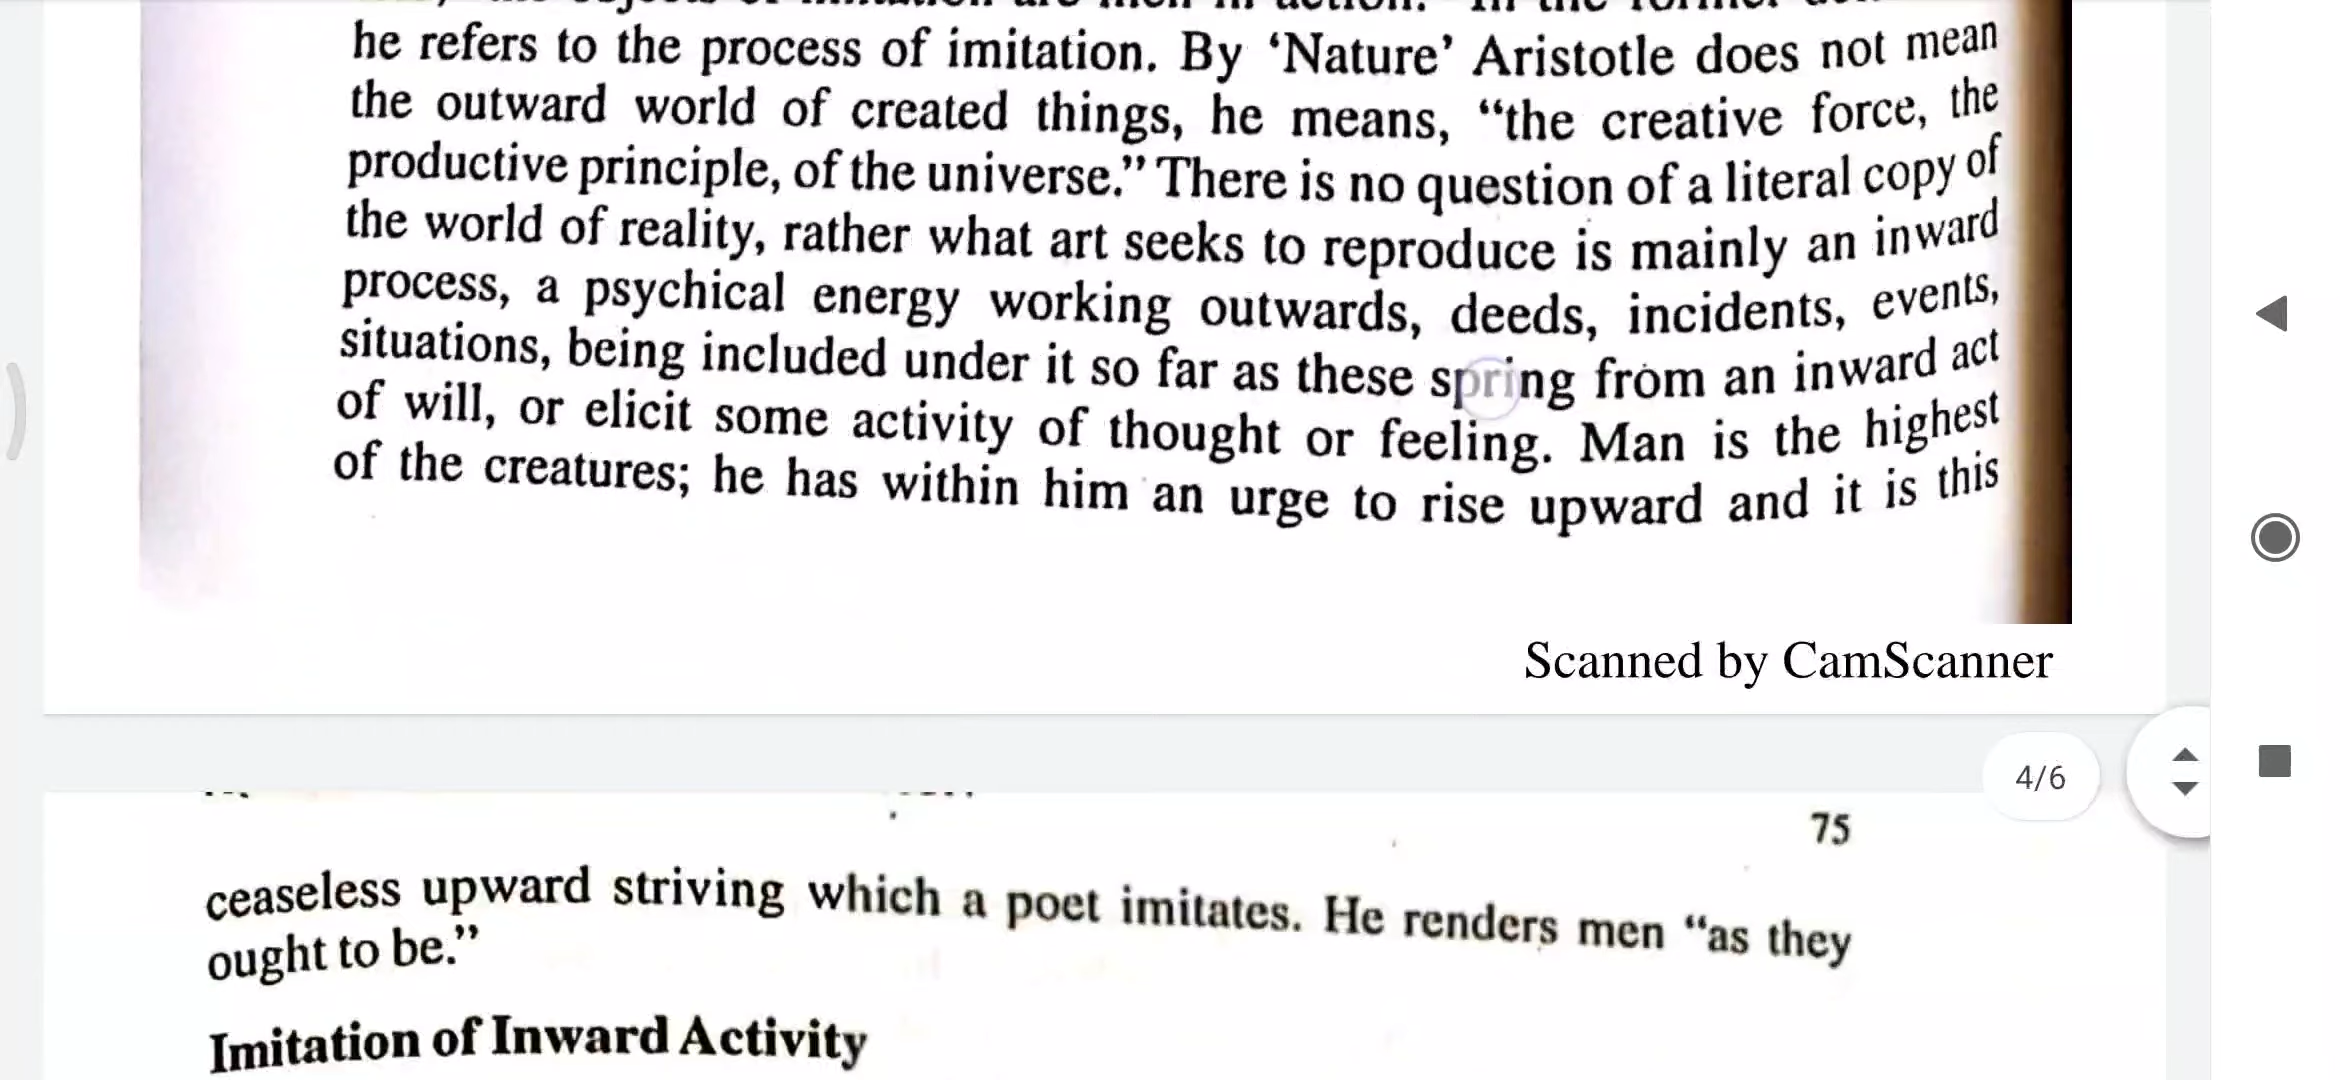 he refers to the process of imitation. By ‘Nature’ Aristotle does not mean
the outward world of created things, he means, “the creative force, the
productive principle, of the universe.” There is no question of a literal copy of
the world of reality, rather what art seeks to reproduce is mainly an inward
process, a psychical energy working outwards, deeds, incidents, events,
situations, being included under it so far as these spring from an inward act
of will, or elicit some activity of thought or feeling. Man is the highest
of the creatures; he has within him an urge to rise upward and it is this
Scanned by CamScanner
4/6
75
ceaseless upward striving which a poet imitates. He renders men “as they
ought to be.”
Imitation of Inward Activity